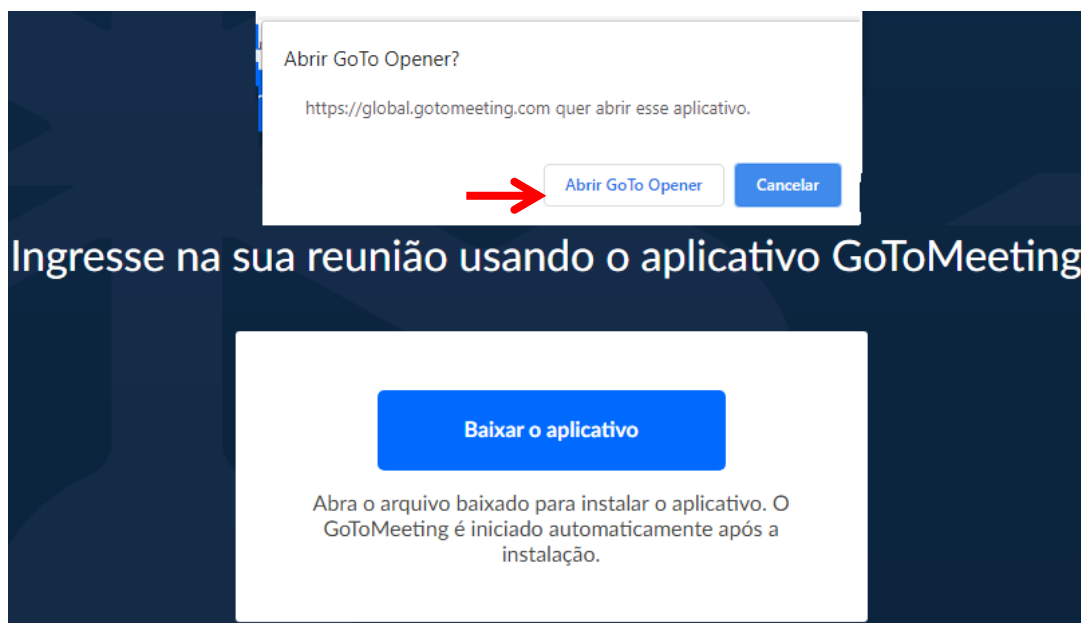 Abrir GoTo Opener?
https://global.gotomeeting.com quer abrir esse aplicativo.
Abrir GoTo Opener
Cancelar
Ingresse na sua reunião usando o aplicativo GoToMeeting
Baixar o aplicativo
Abra o arquivo baixado para instalar o aplicativo. O
GoToMeeting é iniciado automaticamente após a
instalação.